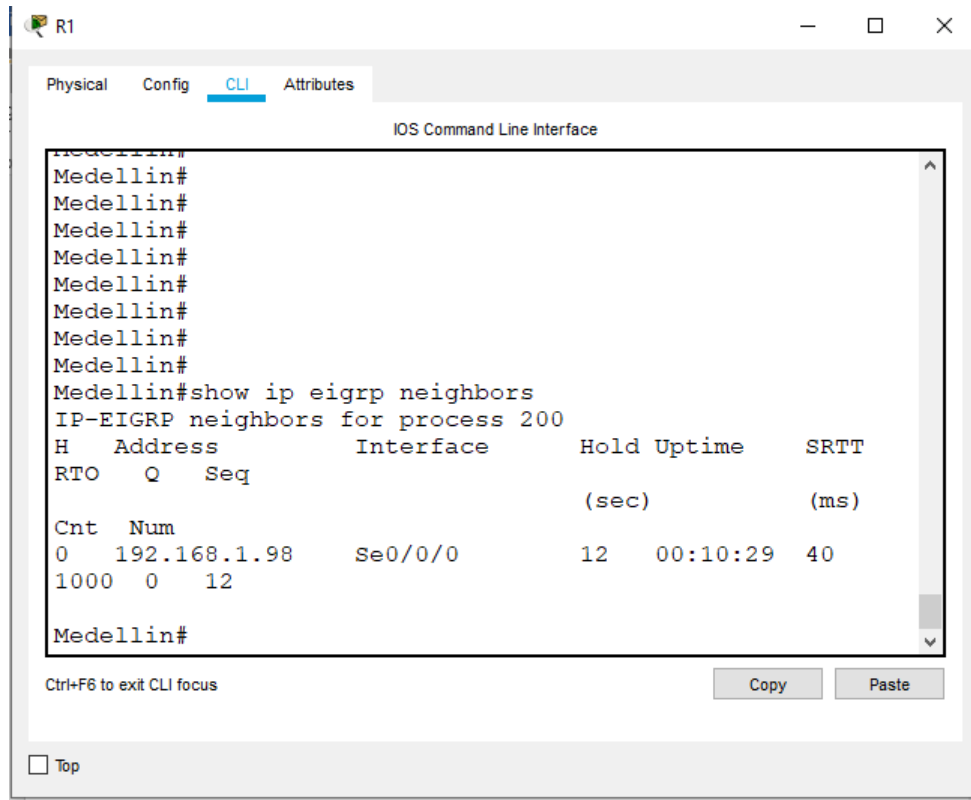 R1
Physical Config CLI Attributes
IOS Command Line Interface
Medellin#
Medellin#
Medellin#
Medellin#
Medellin#
Medellin#
Medellin#
Medellin#
Medellin#
Medellin#show ip eigrp neighbors
IP-EIGRP neighbors for process 200
H Address Interface Hold Uptime SRTT
RTO Q Seq
(sec) (ms)
Cnt Num
0 192.168.1.98 Se0/0/0 12 00:10:29 40
1000 0 12
Medellin#
Ctrl+F6 to exit CLI focus
Copy Paste
Top